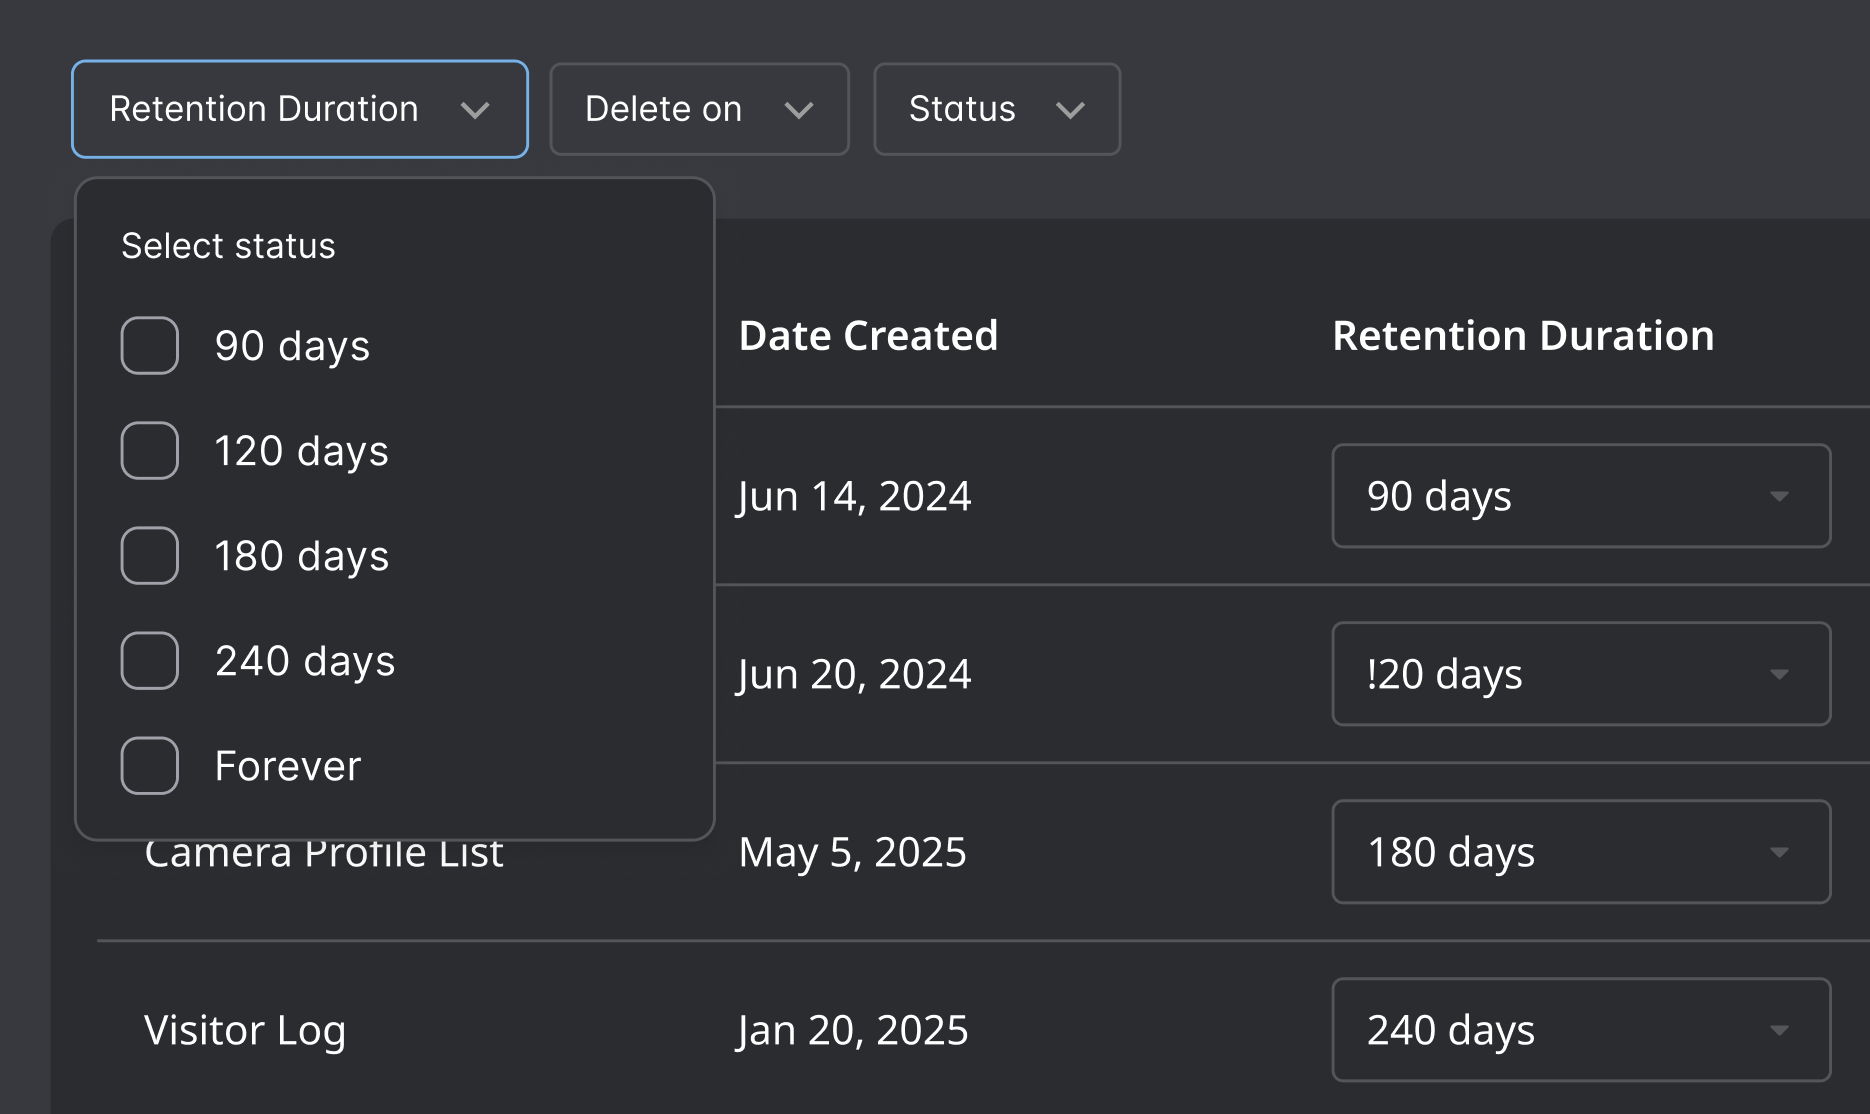 Retention Duration Delete on Status
Select status
90 days
120 days
180 days
240 days
Forever
Date Created Retention Duration
Jun 14, 2024 90 days
Jun 20, 2024 !20 days
Camera Profile List May 5, 2025 180 days
Visitor Log Jan 20, 2025 240 days